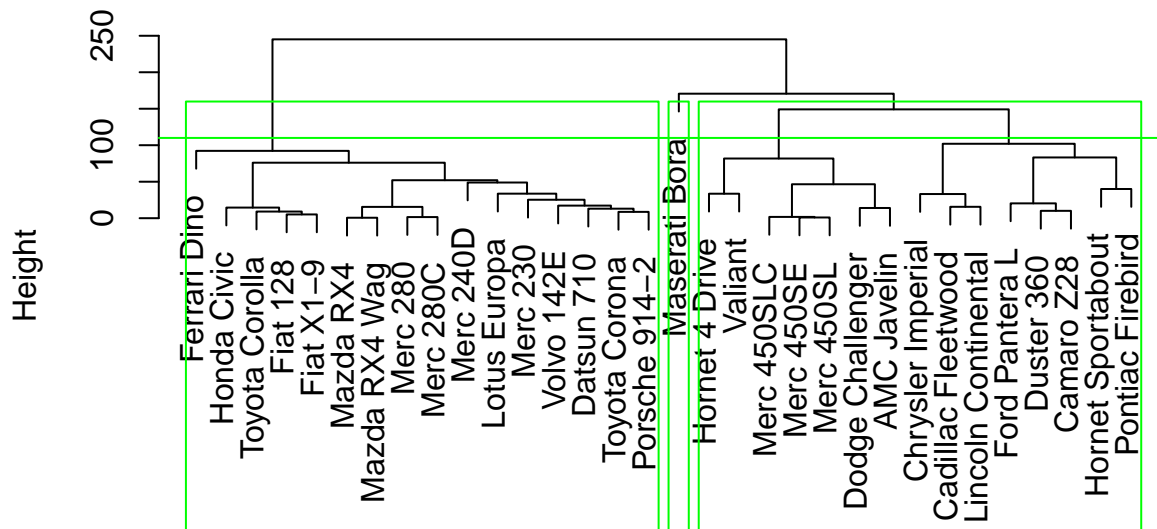 Height
250
100
0
Ferrari Dino
Honda Civic
Toyota Corolla
Fiat 128
Fiat X1−9
Mazda RX4
Mazda RX4 Wag
Merc 280
Merc 280C
Merc 240D
Lotus Europa
Merc 230
Volvo 142E
Datsun 710
Toyota Corona
Porsche 914−2
Maserati Bora
Hornet 4 Drive
Valiant
Merc 450SLC
Merc 450SE
Merc 450SL
Dodge Challenger
AMC Javelin
Chrysler Imperial
Cadillac Fleetwood
Lincoln Continental
Ford Pantera L
Duster 360
Camaro Z28
Hornet Sportabout
Pontiac Firebird